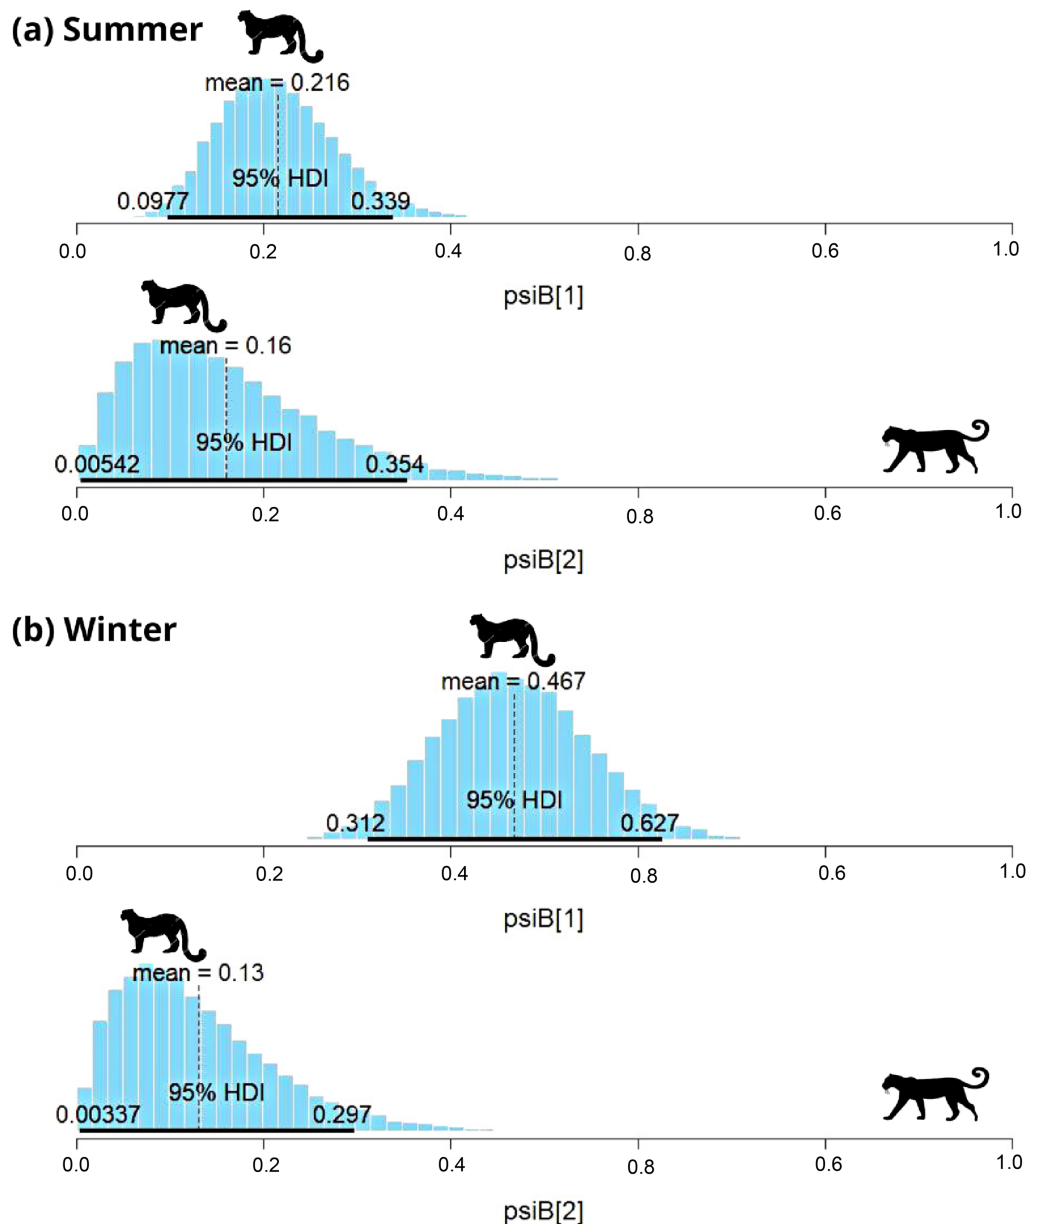 (a) Summer
mean = 0.216
95% HDI
0.0977 0.339
0.0 0.2 0.4 0.8 0.6 1.0
psiB[1]
mean = 0.16
95% HDI
0.00542 0.354
0.0 0.2 0.4 0.8 0.6 1.0
psiB[2]
(b) Winter
mean = 0.467
95% HDI
0.312 0.627
0.0 0.2 0.4 0.8 0.6 1.0
psiB[1]
mean = 0.13
95% HDI
0.00337 0.297
0.0 0.2 0.4 0.8 0.6 1.0
psiB[2]